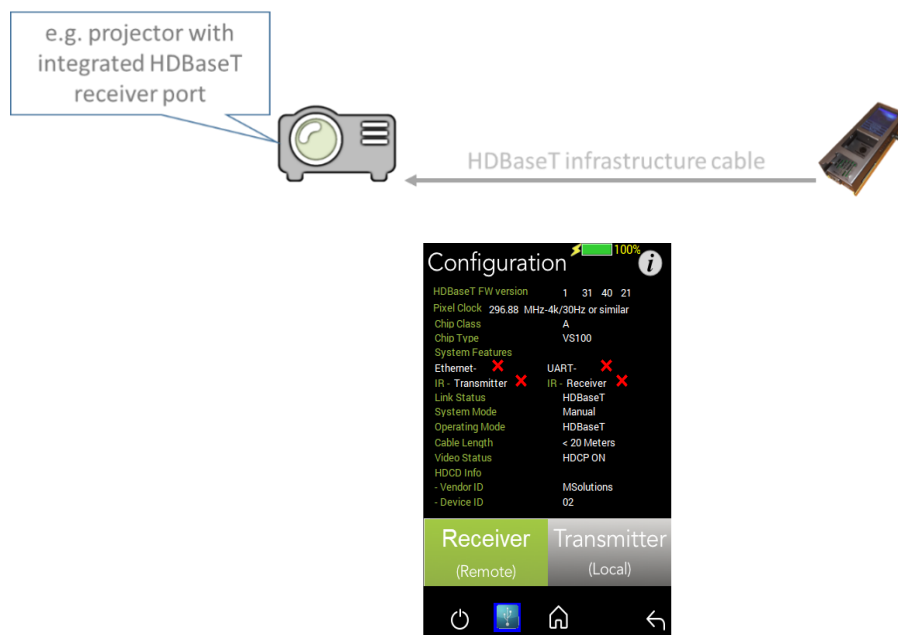 e.g. projector with
integrated HDBaseT
receiver port
HDBaseT infrastructure cable
100%
Configuration i
HDBaseT FW version 1 31 40 21
Pixel Clock 296.88 MHz-4k/30Hz or similar
Chip Class A
Chip Type VS100
System Features
Ethernet- UART-
IR - Transmitter IR - Receiver
Link Status HDBaseT
System Mode Manual
Operating Mode HDBaseT
Cable Length < 20 Meters
Video Status HDCP ON
HDCD Info
- Vendor ID MSolutions
- Device ID 02
Receiver Transmitter
(Remote) (Local)